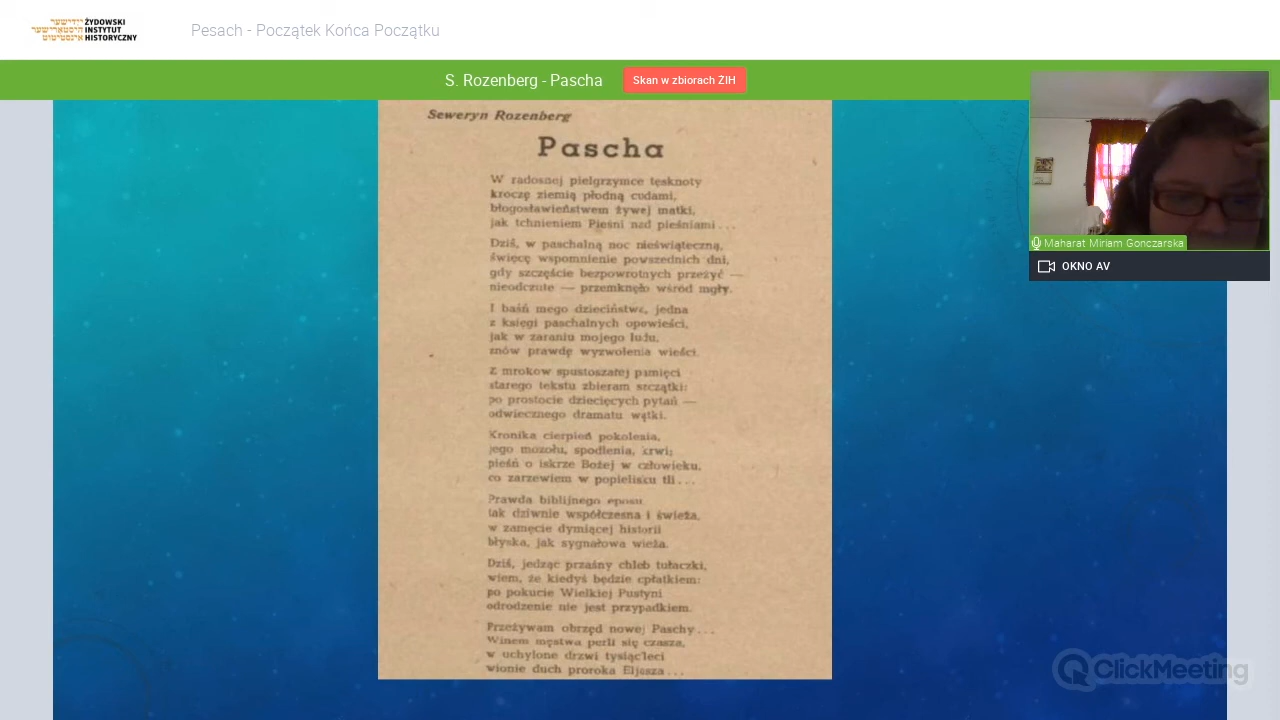 ייִדישער
היסטאָרישער
אינסטיטוט
ŻYDOWSKI
INSTYTUT
HISTORYCZNY
Pesach - Początek Końca Początku
S. Rozenberg - Pascha
Skan w zbiorach ŻIH
Seweryn Rozenberg
Pascha
W radosnej pielgrzymce tęsknoty
kroczę ziemią płodną cudami,
błogosławieństwem żywej matki,
jak tchnieniem Pieśni nad pieśniami...
Dziś, w paschalną noc nieświąteczną,
święcę wspomnienie powszednich dni,
gdy szczęście bezpowrotnych przeżyć —
nieodczute — przemknęło wśród mgły.
I baśń mego dzieciństwa, jedna
z księgi paschalnych opowieści,
jak w zaraniu mojego ludu,
znów prawdę wyzwolenia wieści.
Z mroków spustoszałej pamięci
starego tekstu zbieram szczątki:
po prostocie dziecięcych pytań —
odwiecznego dramatu wątki.
Kronika cierpień pokolenia,
jego mozołu, spodlenia, krwi;
pieśń o iskrze Bożej w człowieku,
co zarzewiem w popielisku tli...
Prawda biblijnego eposu
tak dziwnie współczesna i świeża,
w zamęcie dymiącej historii
błyska, jak sygnałowa wieża.
Dziś, jedząc przaśny chleb tułaczki,
wiem, że kiedyś będzie opłatkiem:
po pokucie Wielkiej Pustyni
odrodzenie nie jest przypadkiem.
Przeżywam obrzęd nowej Paschy...
Winem męstwa perli się czasza,
w uchylone drzwi tysiącleci
wionie duch proroka Eljasza...
Maharat Miriam Gonczarska
OKNO AV
ClickMeeting